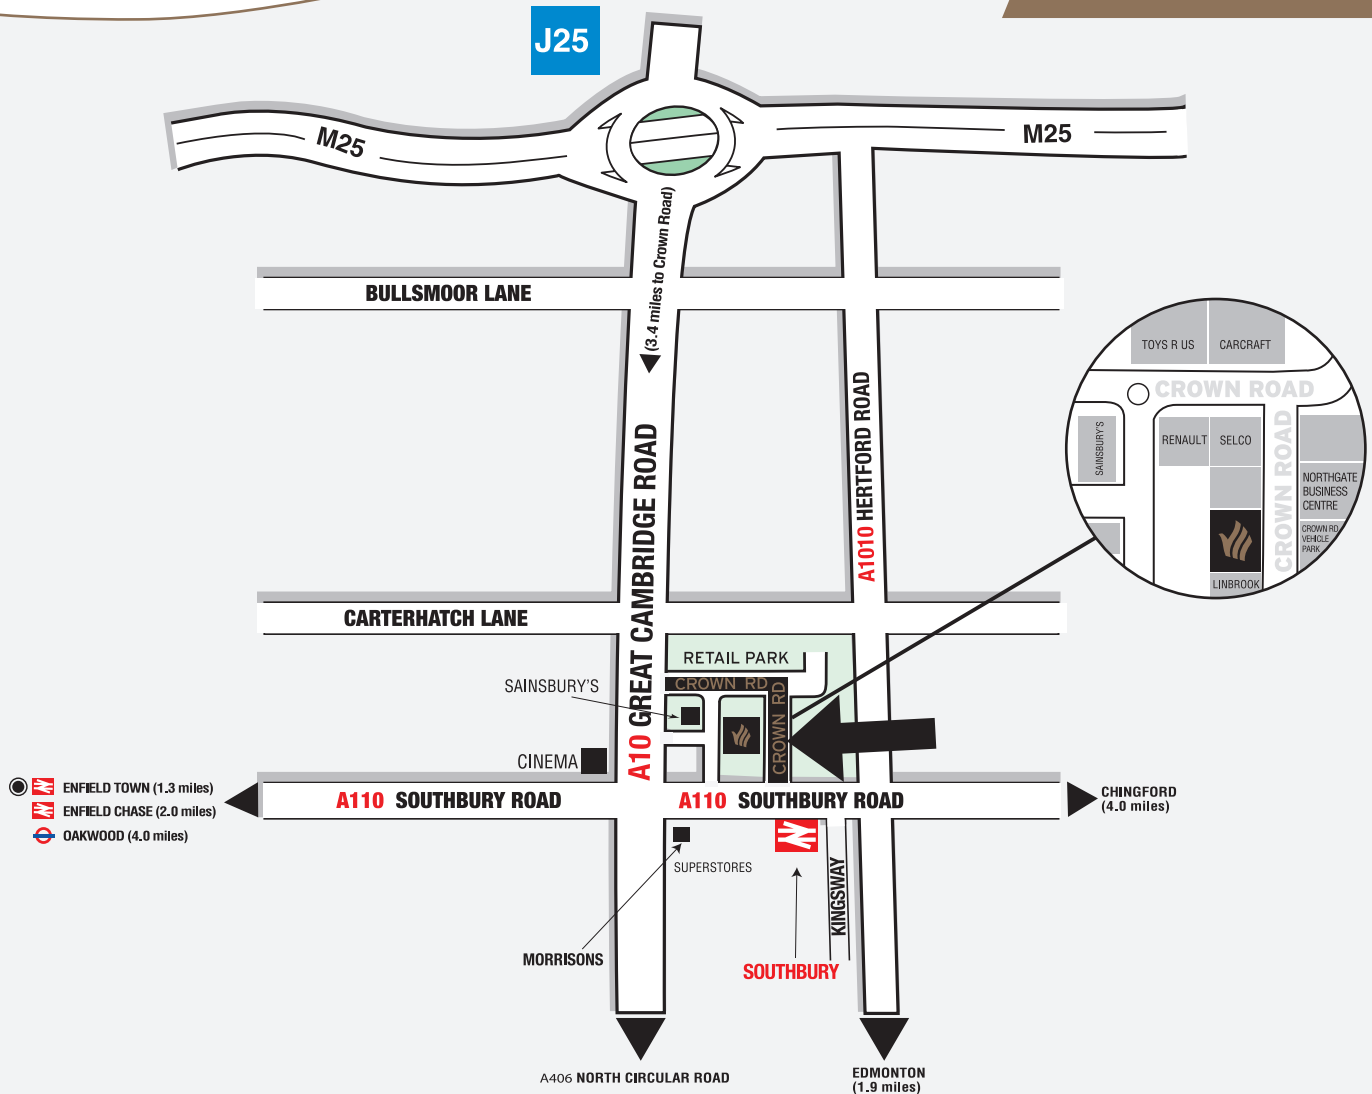 J25
M25
M25
(3.4 miles to Crown Road)
BULLSMOOR LANE
TOYS R US
CARCRAFT
CROWN ROAD
SAINSBURY'S
RENAULT
SELCO
CROWN ROAD
NORTHGATE
BUSINESS
CENTRE
CROWN RD
VEHICLE
PARK
LINBROOK
A10 GREAT CAMBRIDGE ROAD
A1010 HERTFORD ROAD
CARTERHATCH LANE
RETAIL PARK
CROWN RD
CROWN RD
SAINSBURY'S
CINEMA
ENFIELD TOWN (1.3 miles)
ENFIELD CHASE (2.0 miles)
OAKWOOD (4.0 miles)
A110 SOUTHBURY ROAD
A110 SOUTHBURY ROAD
CHINGFORD
(4.0 miles)
SUPERSTORES
KINGSWAY
MORRISONS
SOUTHBURY
A406 NORTH CIRCULAR ROAD
EDMONTON
(1.9 miles)